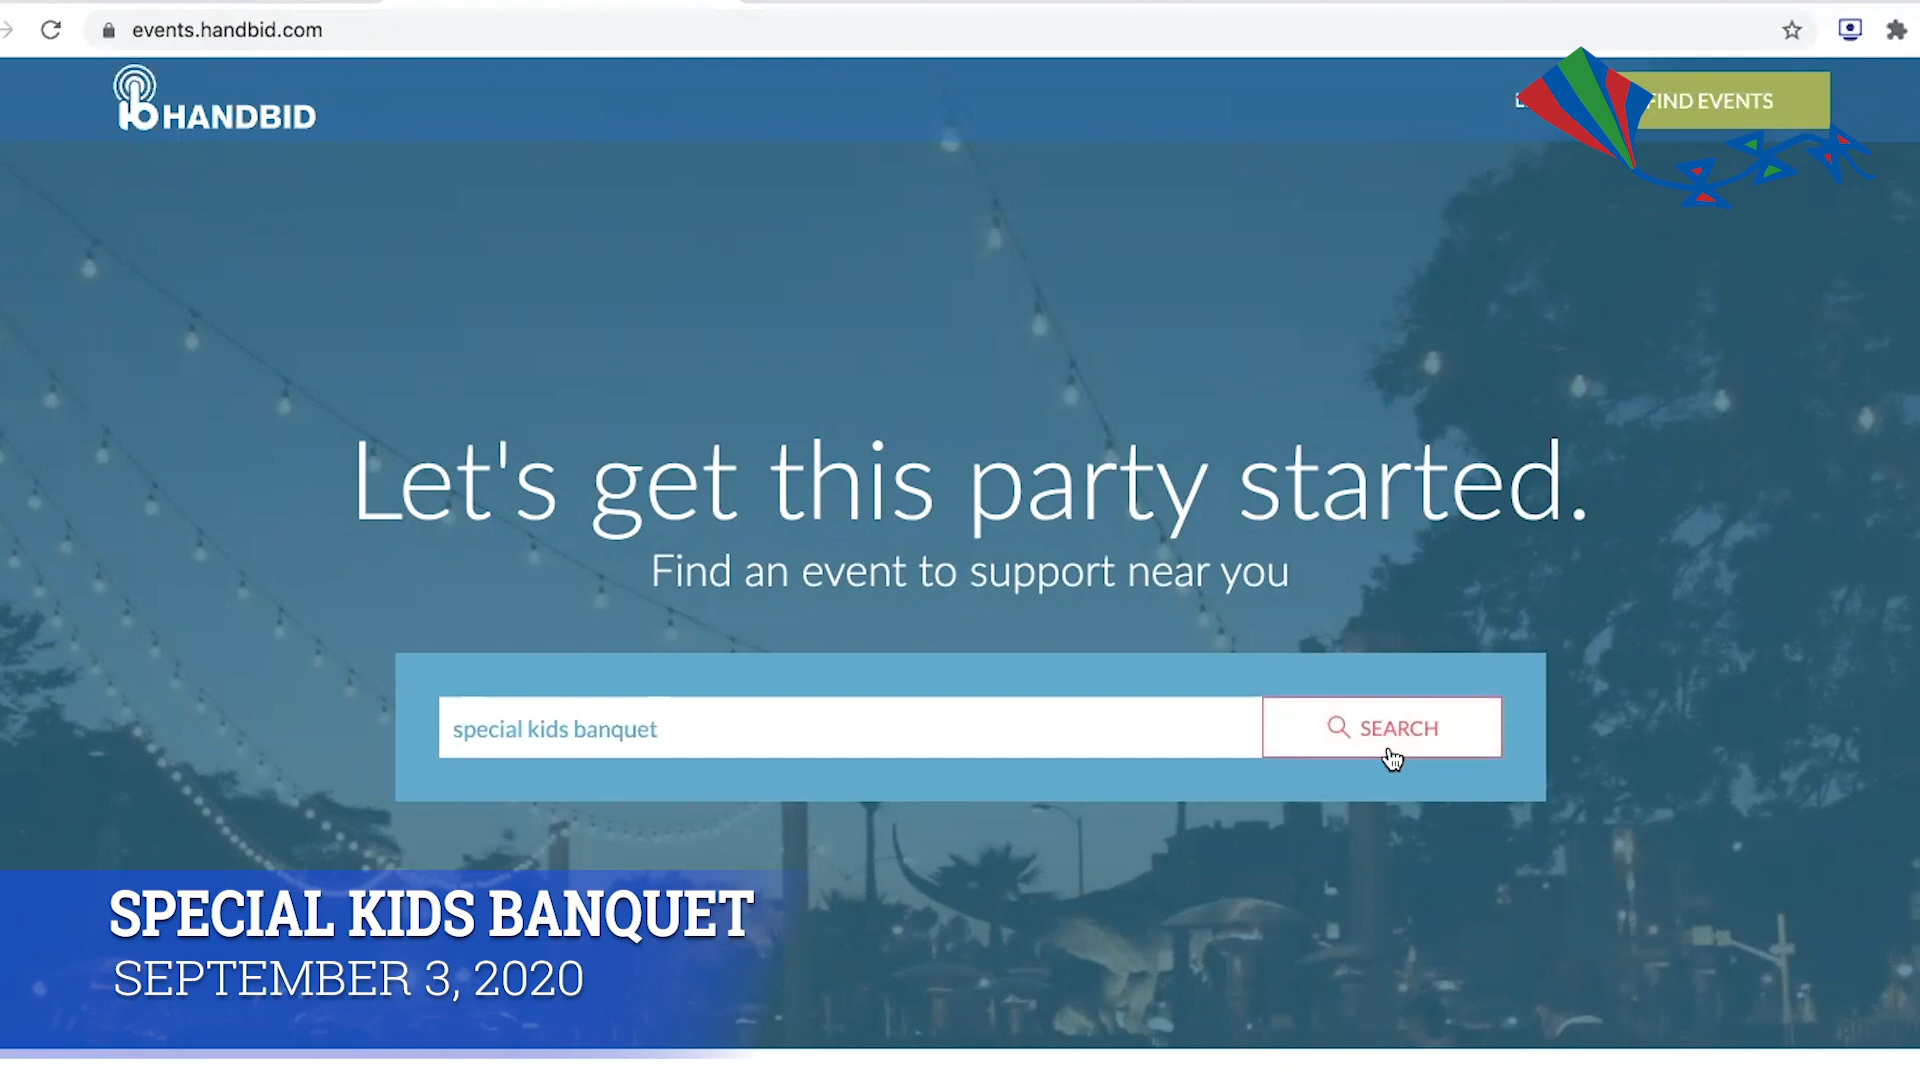 events.handbid.com
HANDBID
FIND EVENTS
Let's get this party started.
Find an event to support near you
special kids banquet
SEARCH
SPECIAL KIDS BANQUET
SEPTEMBER 3, 2020